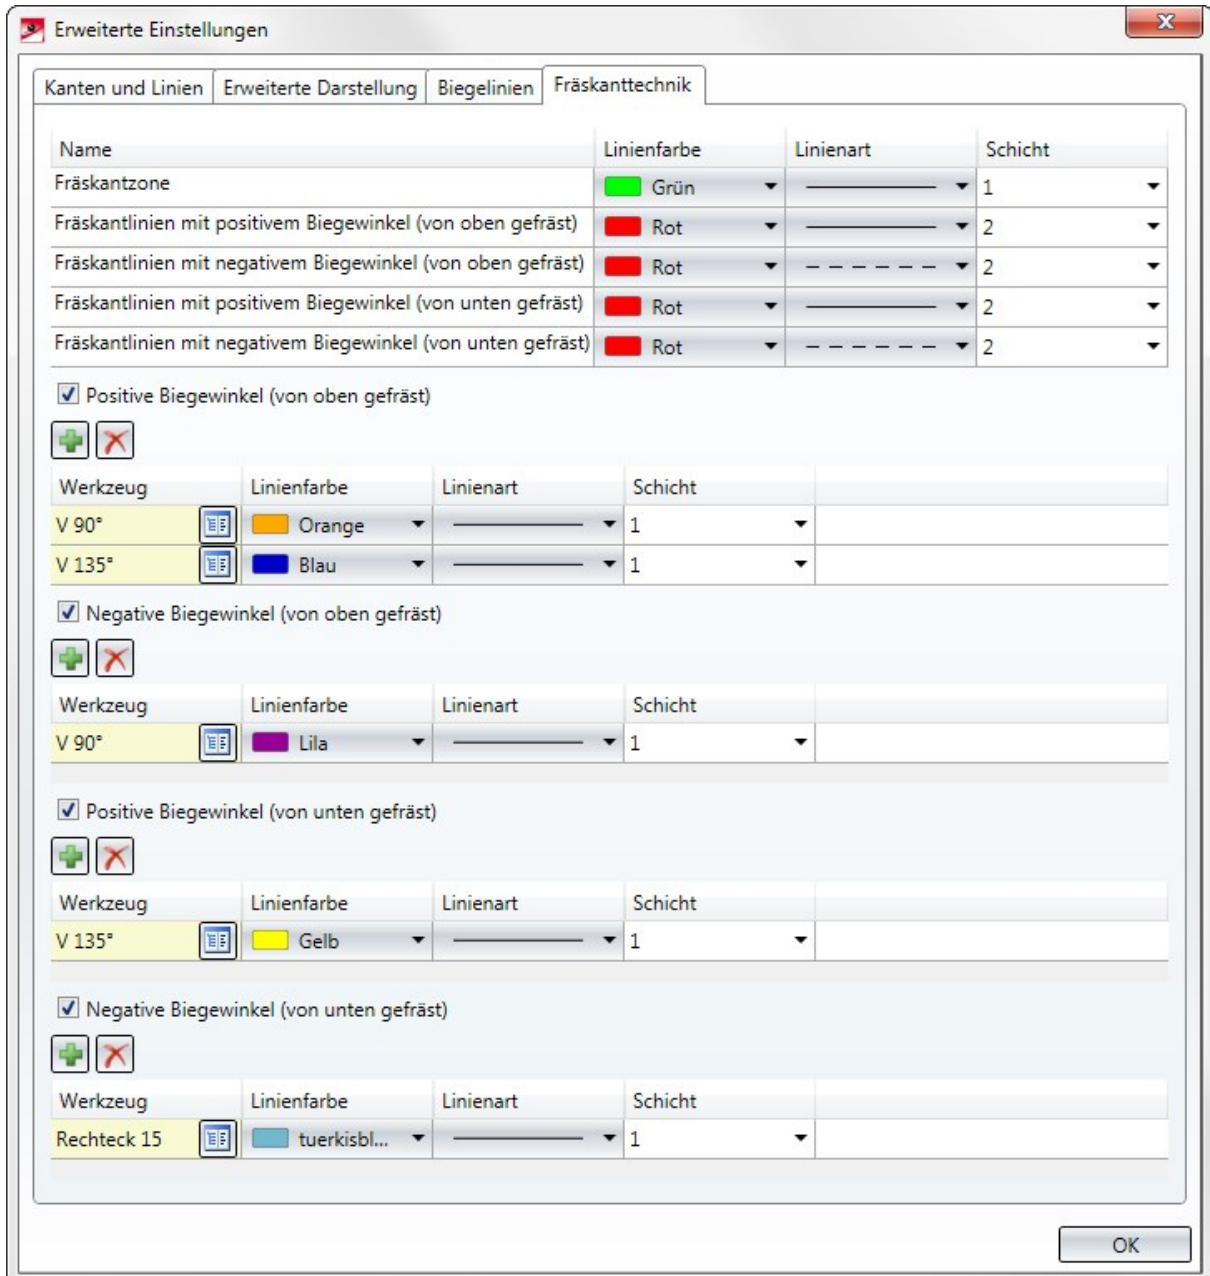 Erweiterte Einstellungen
Kanten und Linien Erweiterte Darstellung Biegelinien Fräskanttechnik
Name Linienfarbe Linienart Schicht
Fräskantzone Grün 1
Fräskantlinien mit positivem Biegewinkel (von oben gefräst) Rot 2
Fräskantlinien mit negativem Biegewinkel (von oben gefräst) Rot 2
Fräskantlinien mit positivem Biegewinkel (von unten gefräst) Rot 2
Fräskantlinien mit negativem Biegewinkel (von unten gefräst) Rot 2
Positive Biegewinkel (von oben gefräst)
Werkzeug Linienfarbe Linienart Schicht
V 90° Orange 1
V 135° Blau 1
Negative Biegewinkel (von oben gefräst)
Werkzeug Linienfarbe Linienart Schicht
V 90° Lila 1
Positive Biegewinkel (von unten gefräst)
Werkzeug Linienfarbe Linienart Schicht
V 135° Gelb 1
Negative Biegewinkel (von unten gefräst)
Werkzeug Linienfarbe Linienart Schicht
Rechteck 15 tuerkisbl... 1
OK